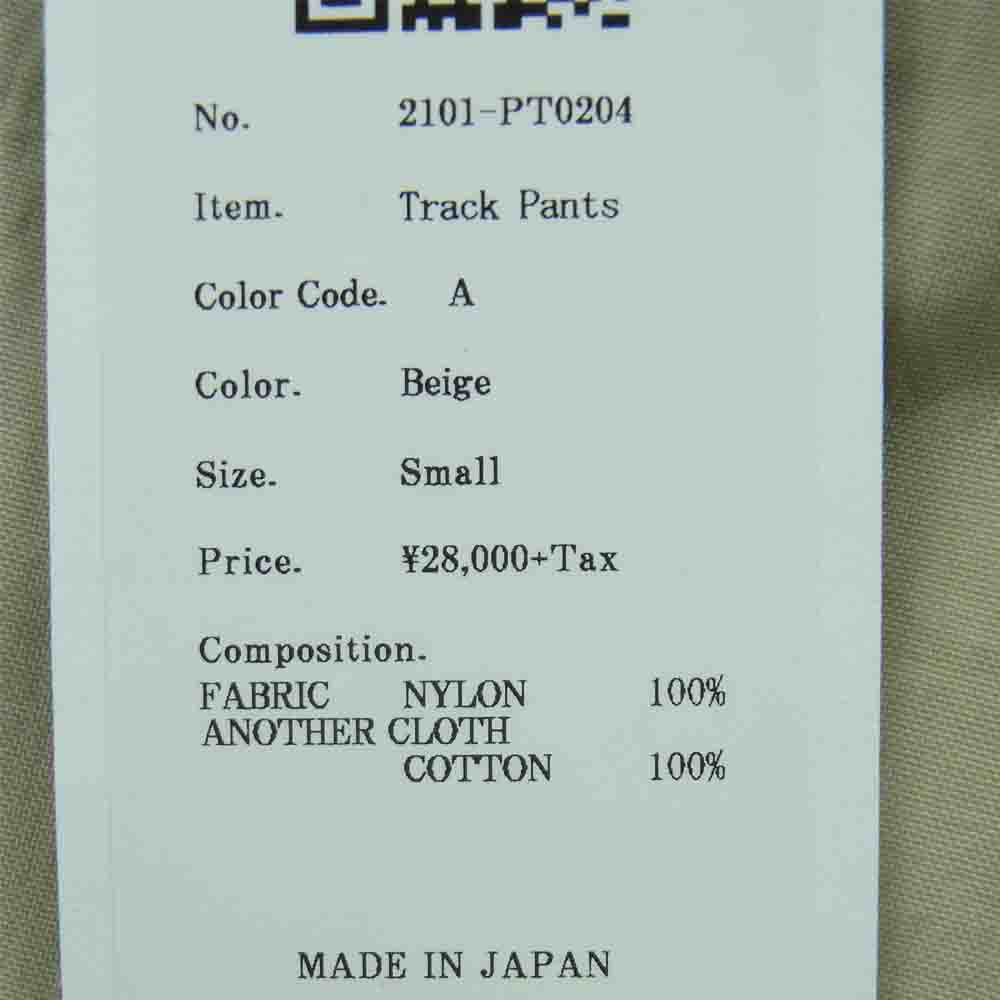 No. 2101-PT0204
Item. Track Pants
Color Code. A
Color. Beige
Size. Small
Price. ¥28,000+Tax
Composition.
FABRIC NYLON 100%
ANOTHER CLOTH
COTTON 100%
MADE IN JAPAN